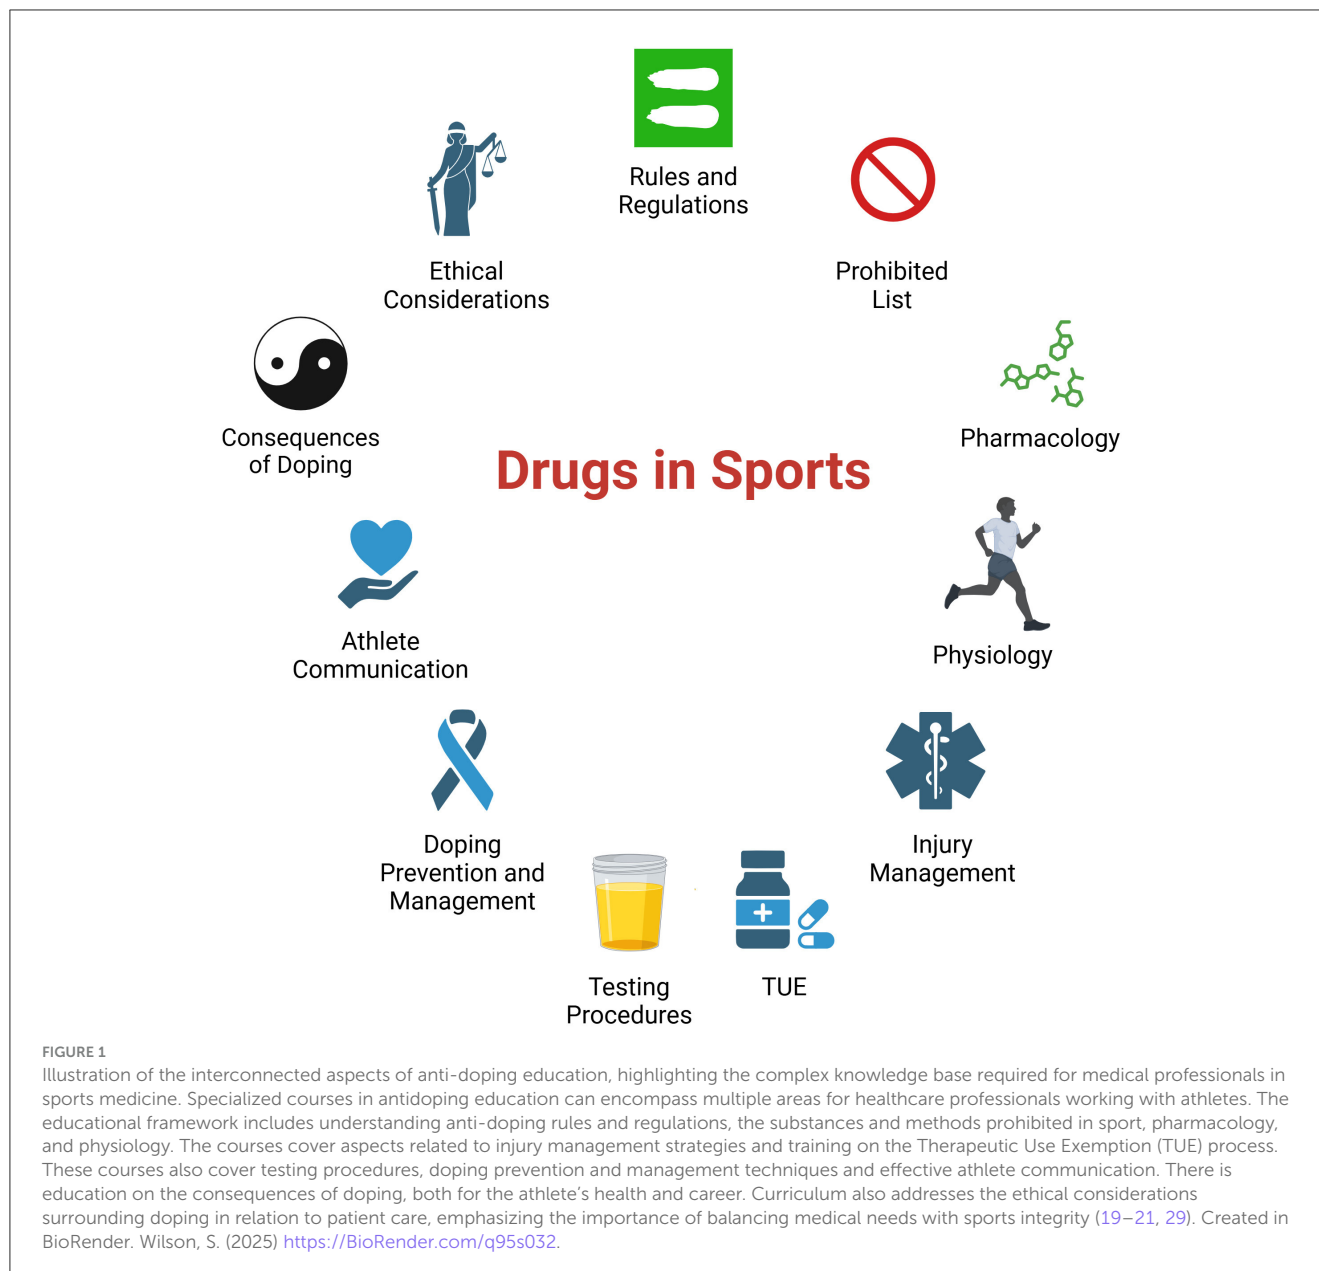 Rules and
Regulations
Ethical
Considerations
Prohibited
List
Consequences
of Doping
Pharmacology
Drugs in Sports
Athlete
Communication
Physiology
Doping
Prevention and
Management
Injury
Management
Testing
Procedures
TUE
FIGURE 1
Illustration of the interconnected aspects of anti-doping education, highlighting the complex knowledge base required for medical professionals in
sports medicine. Specialized courses in antidoping education can encompass multiple areas for healthcare professionals working with athletes. The
educational framework includes understanding anti-doping rules and regulations, the substances and methods prohibited in sport, pharmacology,
and physiology. The courses cover aspects related to injury management strategies and training on the Therapeutic Use Exemption (TUE) process.
These courses also cover testing procedures, doping prevention and management techniques and effective athlete communication. There is
education on the consequences of doping, both for the athlete's health and career. Curriculum also addresses the ethical considerations
surrounding doping in relation to patient care, emphasizing the importance of balancing medical needs with sports integrity (19–21, 29). Created in
BioRender. Wilson, S. (2025) https://BioRender.com/q95s032.